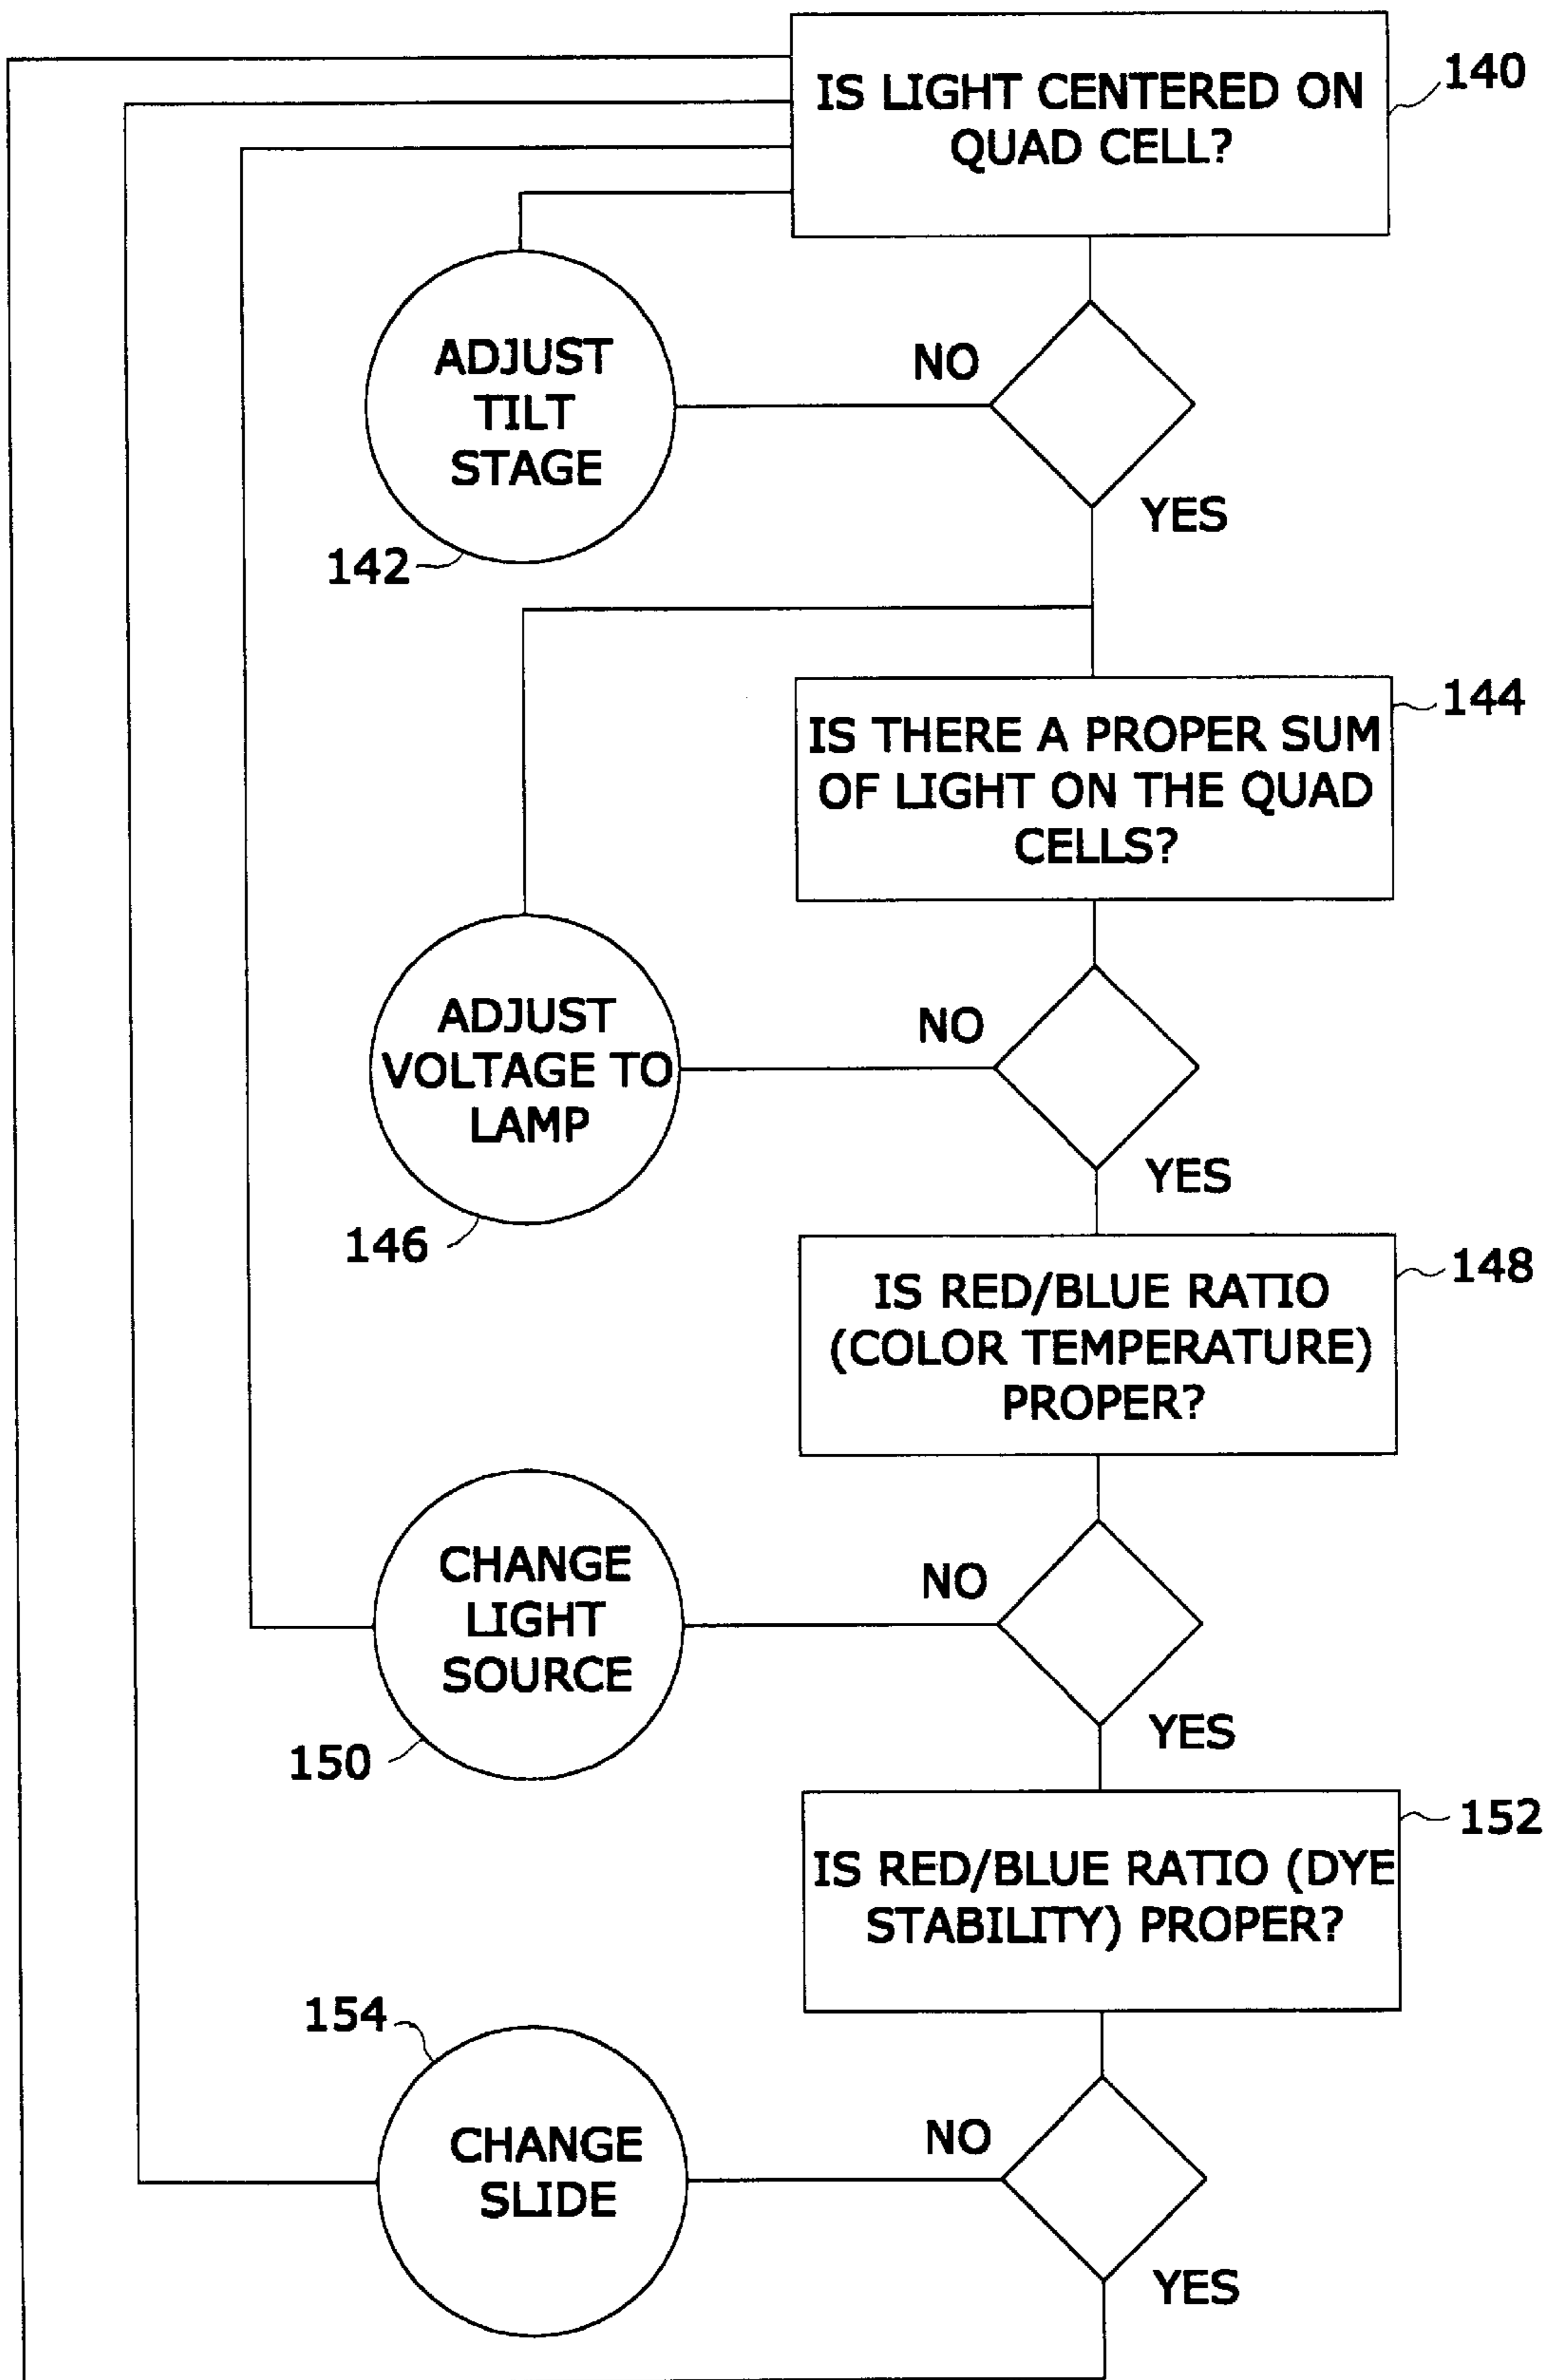 IS LIGHT CENTERED ON
QUAD CELL?
140
ADJUST
TILT
STAGE
NO
YES
142
144
IS THERE A PROPER SUM
OF LIGHT ON THE QUAD
CELLS?
ADJUST
VOLTAGE TO
LAMP
NO
YES
146
148
IS RED/BLUE RATIO
(COLOR TEMPERATURE)
PROPER?
CHANGE
LIGHT
SOURCE
NO
YES
150
152
IS RED/BLUE RATIO (DYE
STABILITY) PROPER?
154
CHANGE
SLIDE
NO
YES